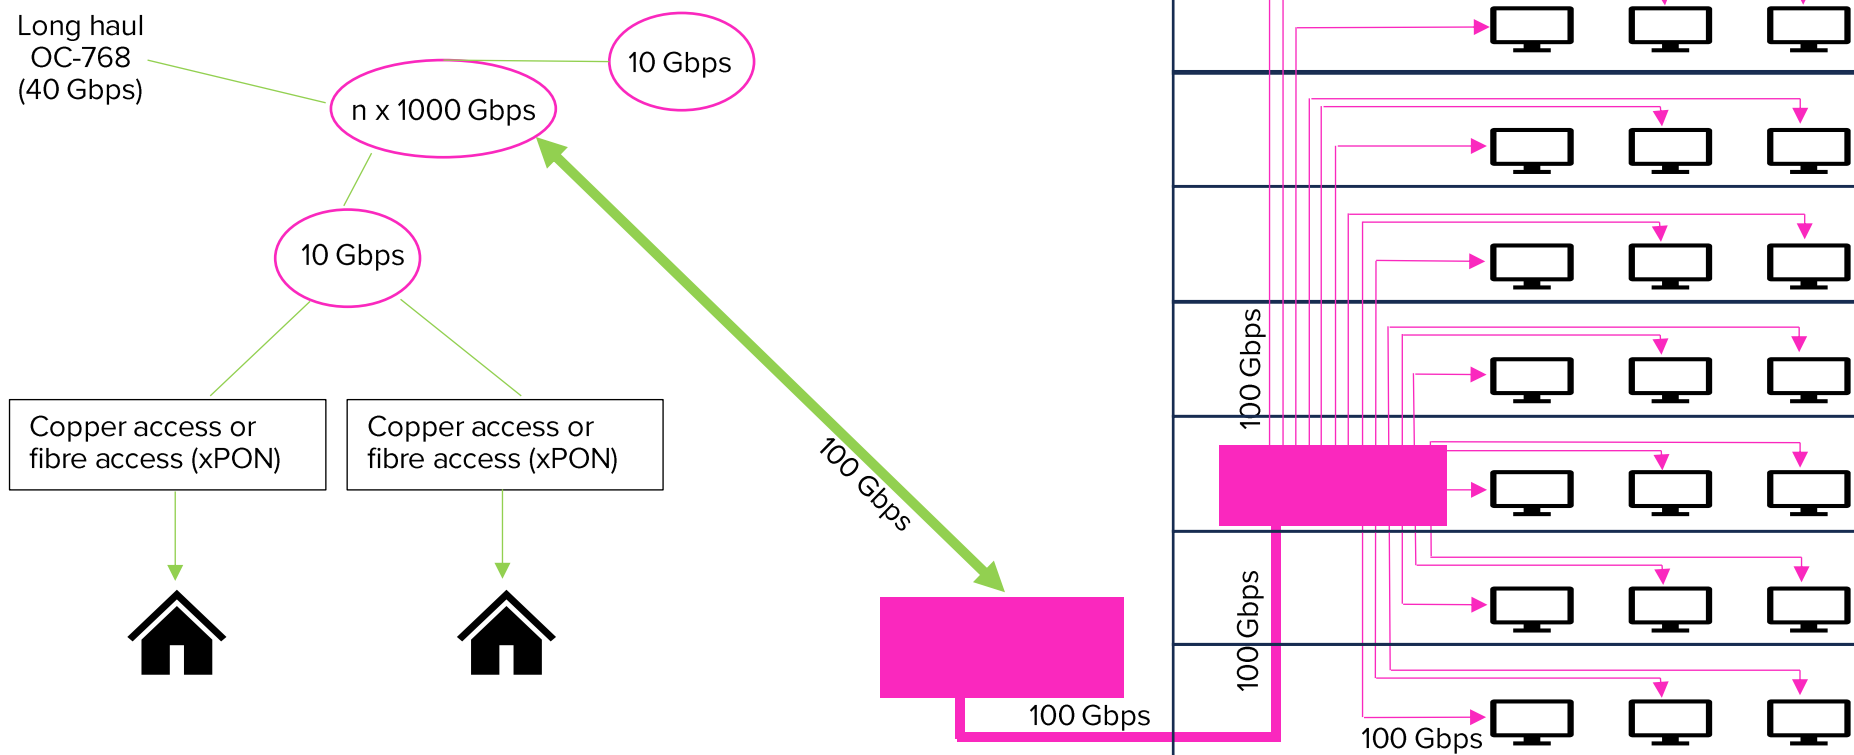 Long haul
OC-768
(40 Gbps)
10 Gbps
n x 1000 Gbps
10 Gbps
Copper access or
fibre access (xPON)
Copper access or
fibre access (xPON)
100 Gbps
100 Gbps
100 Gbps
100 Gbps
100 Gbps